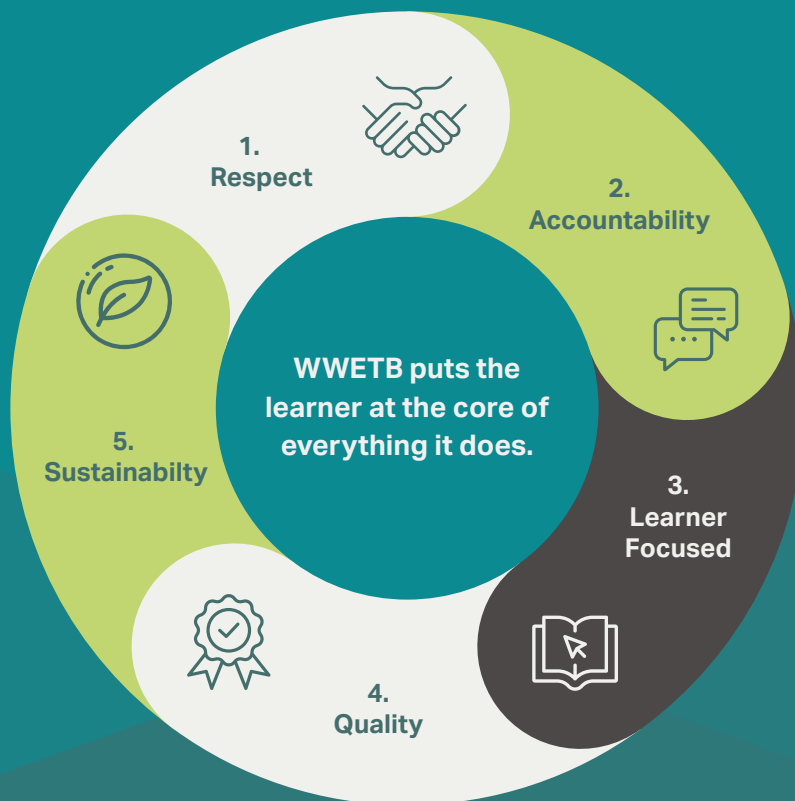 1.
Respect
2.
Accountability
WWETB puts the
learner at the core of
everything it does.
3.
Learner
Focused
4.
Quality
5.
Sustainabilty